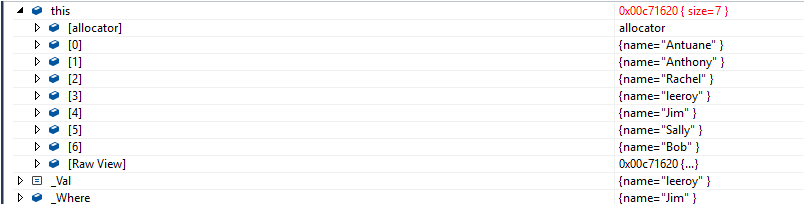 this 0x00c71620 { size=7 }
[allocator] allocator
[0] {name="Antuane" }
[1] {name="Anthony" }
[2] {name="Rachel" }
[3] {name="leeroy" }
[4] {name="Jim" }
[5] {name="Sally" }
[6] {name="Bob" }
[Raw View] 0x00c71620 {...}
_Val {name="leeroy" }
_Where {name="Jim" }